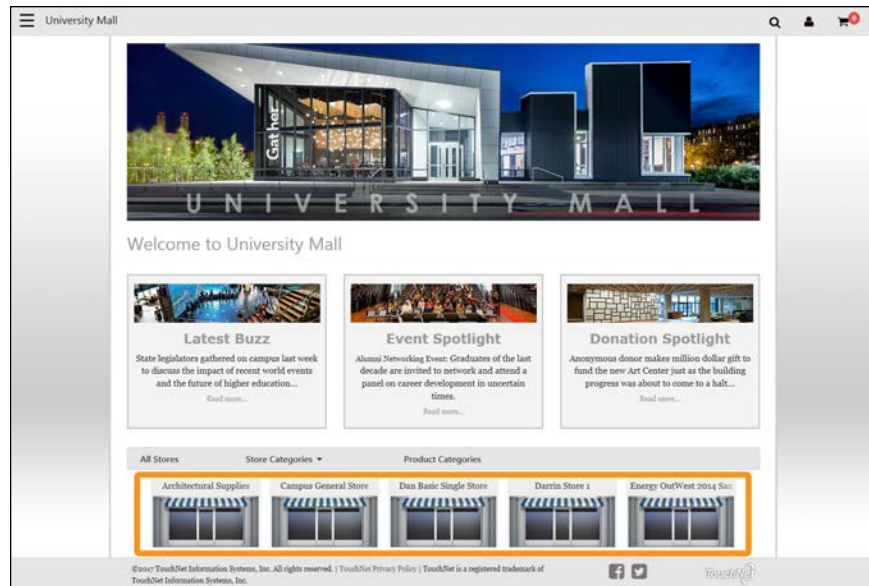 University Mall
0
Gather
UNIVERSITY MALL
Welcome to University Mall
Latest Buzz
State legislators gathered on campus last week
to discuss the impact of recent world events
and the future of higher education...
Read more...
Event Spotlight
Alumni Networking Event: Graduates of the last
decade are invited to network and attend a
panel on career development in uncertain
times.
Read more...
Donation Spotlight
Anonymous donor makes million dollar gift to
fund the new Art Center just as the building
progress was about to come to a halt...
Read more...
All Stores Store Categories Product Categories
Architectural Supplies Campus General Store Dan Basic Single Store Darrin Store 1 Energy OutWest 2014 San
©2017 TouchNet Information Systems, Inc. All rights reserved. | TouchNet Privacy Policy | TouchNet is a registered trademark of
TouchNet Information Systems, Inc.
TouchNet